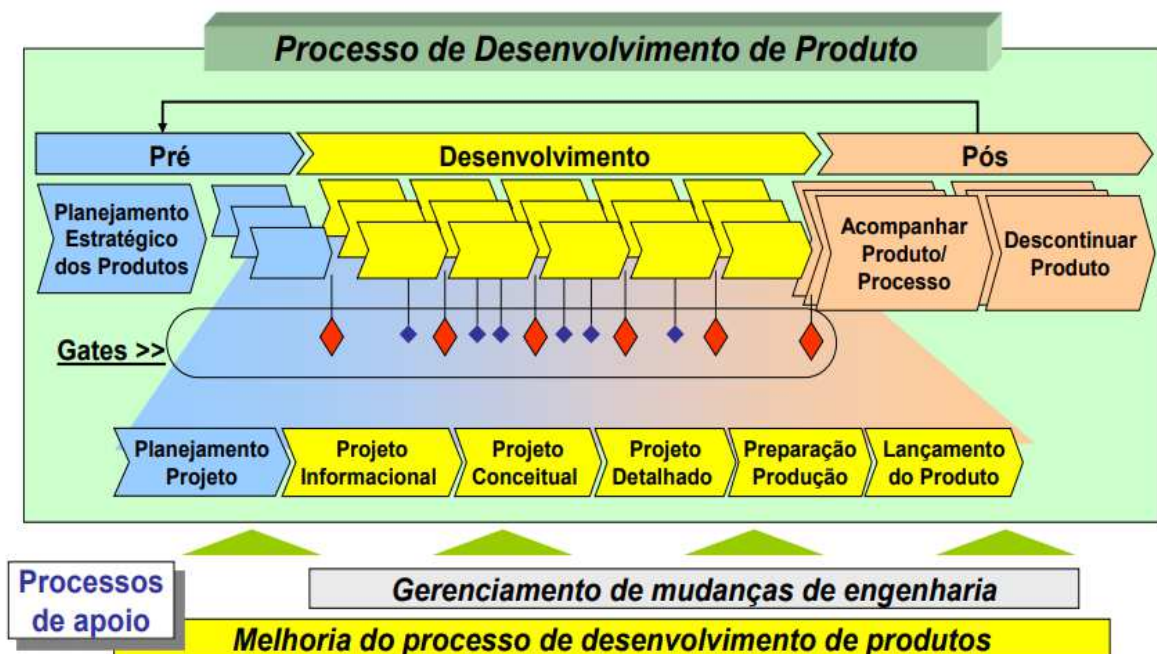 Processo de Desenvolvimento de Produto
Pré
Desenvolvimento
Pós
Planejamento
Estratégico
dos Produtos
Acompanhar
Produto/
Processo
Descontinuar
Produto
Gates >>
Planejamento
Projeto
Projeto
Informacional
Projeto
Conceitual
Projeto
Detalhado
Preparação
Produção
Lançamento
do Produto
Processos
de apoio
Gerenciamento de mudanças de engenharia
Melhoria do processo de desenvolvimento de produtos